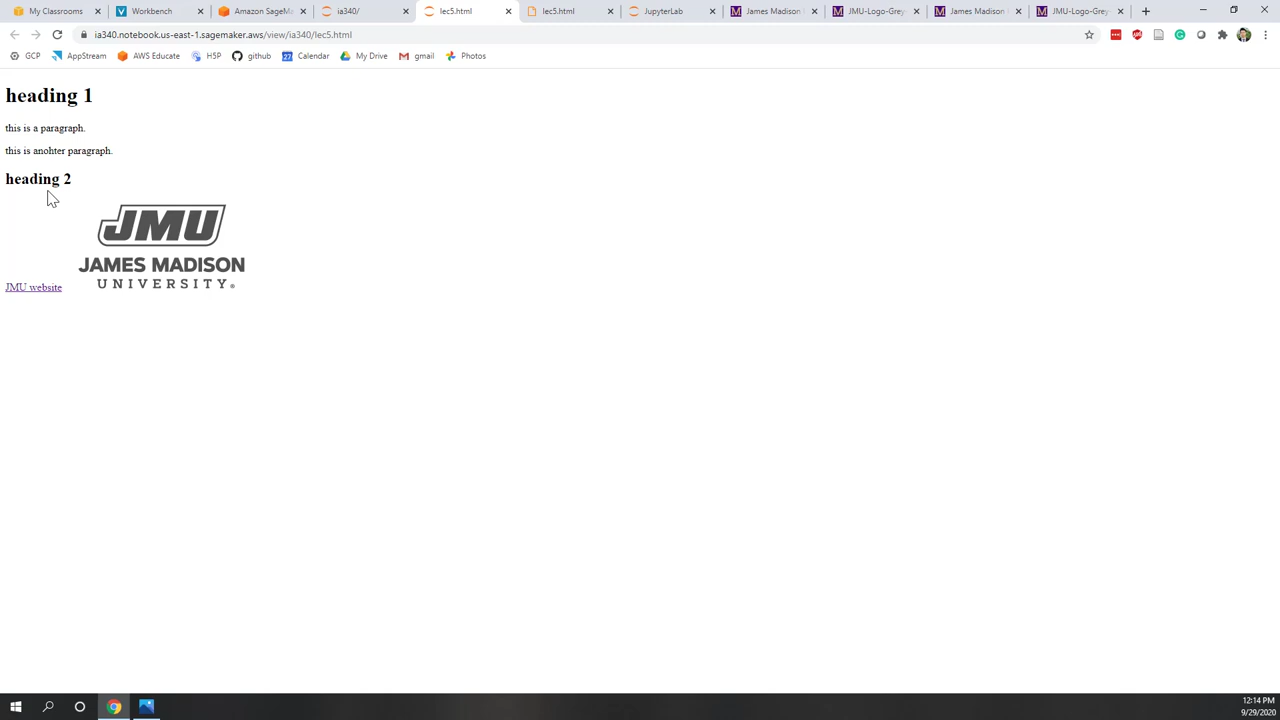 My Classrooms
Workbench
Amazon SageMa
ia340/
lec5.html
lec5.html
JupyterLab
James Madison
JMU-Logo-Grey-
James Madison
JMU-Logo-Grey-
ia340.notebook.us-east-1.sagemaker.aws/view/ia340/lec5.html
GCP
AppStream
AWS Educate
H5P
github
Calendar
My Drive
gmail
Photos
heading 1
this is a paragraph.
this is anohter paragraph.
heading 2
JMU
JAMES MADISON
UNIVERSITY®
JMU website
12:14 PM
9/29/2020